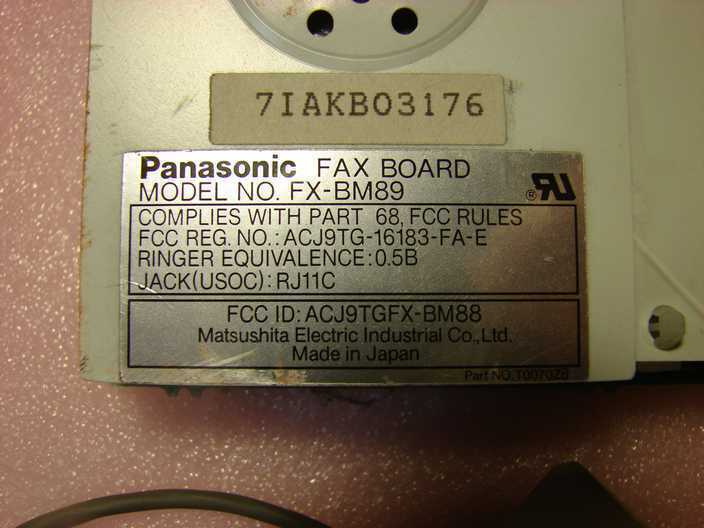 7IAKB03176
Panasonic FAX BOARD
MODEL NO. FX-BM89
COMPLIES WITH PART 68, FCC RULES
FCC REG. NO.: ACJ9TG-16183-FA-E
RINGER EQUIVALENCE: 0.5B
JACK(USOC): RJ11C
FCC ID: ACJ9TGFX-BM88
Matsushita Electric Industrial Co., Ltd.
Made in Japan
Part NO.